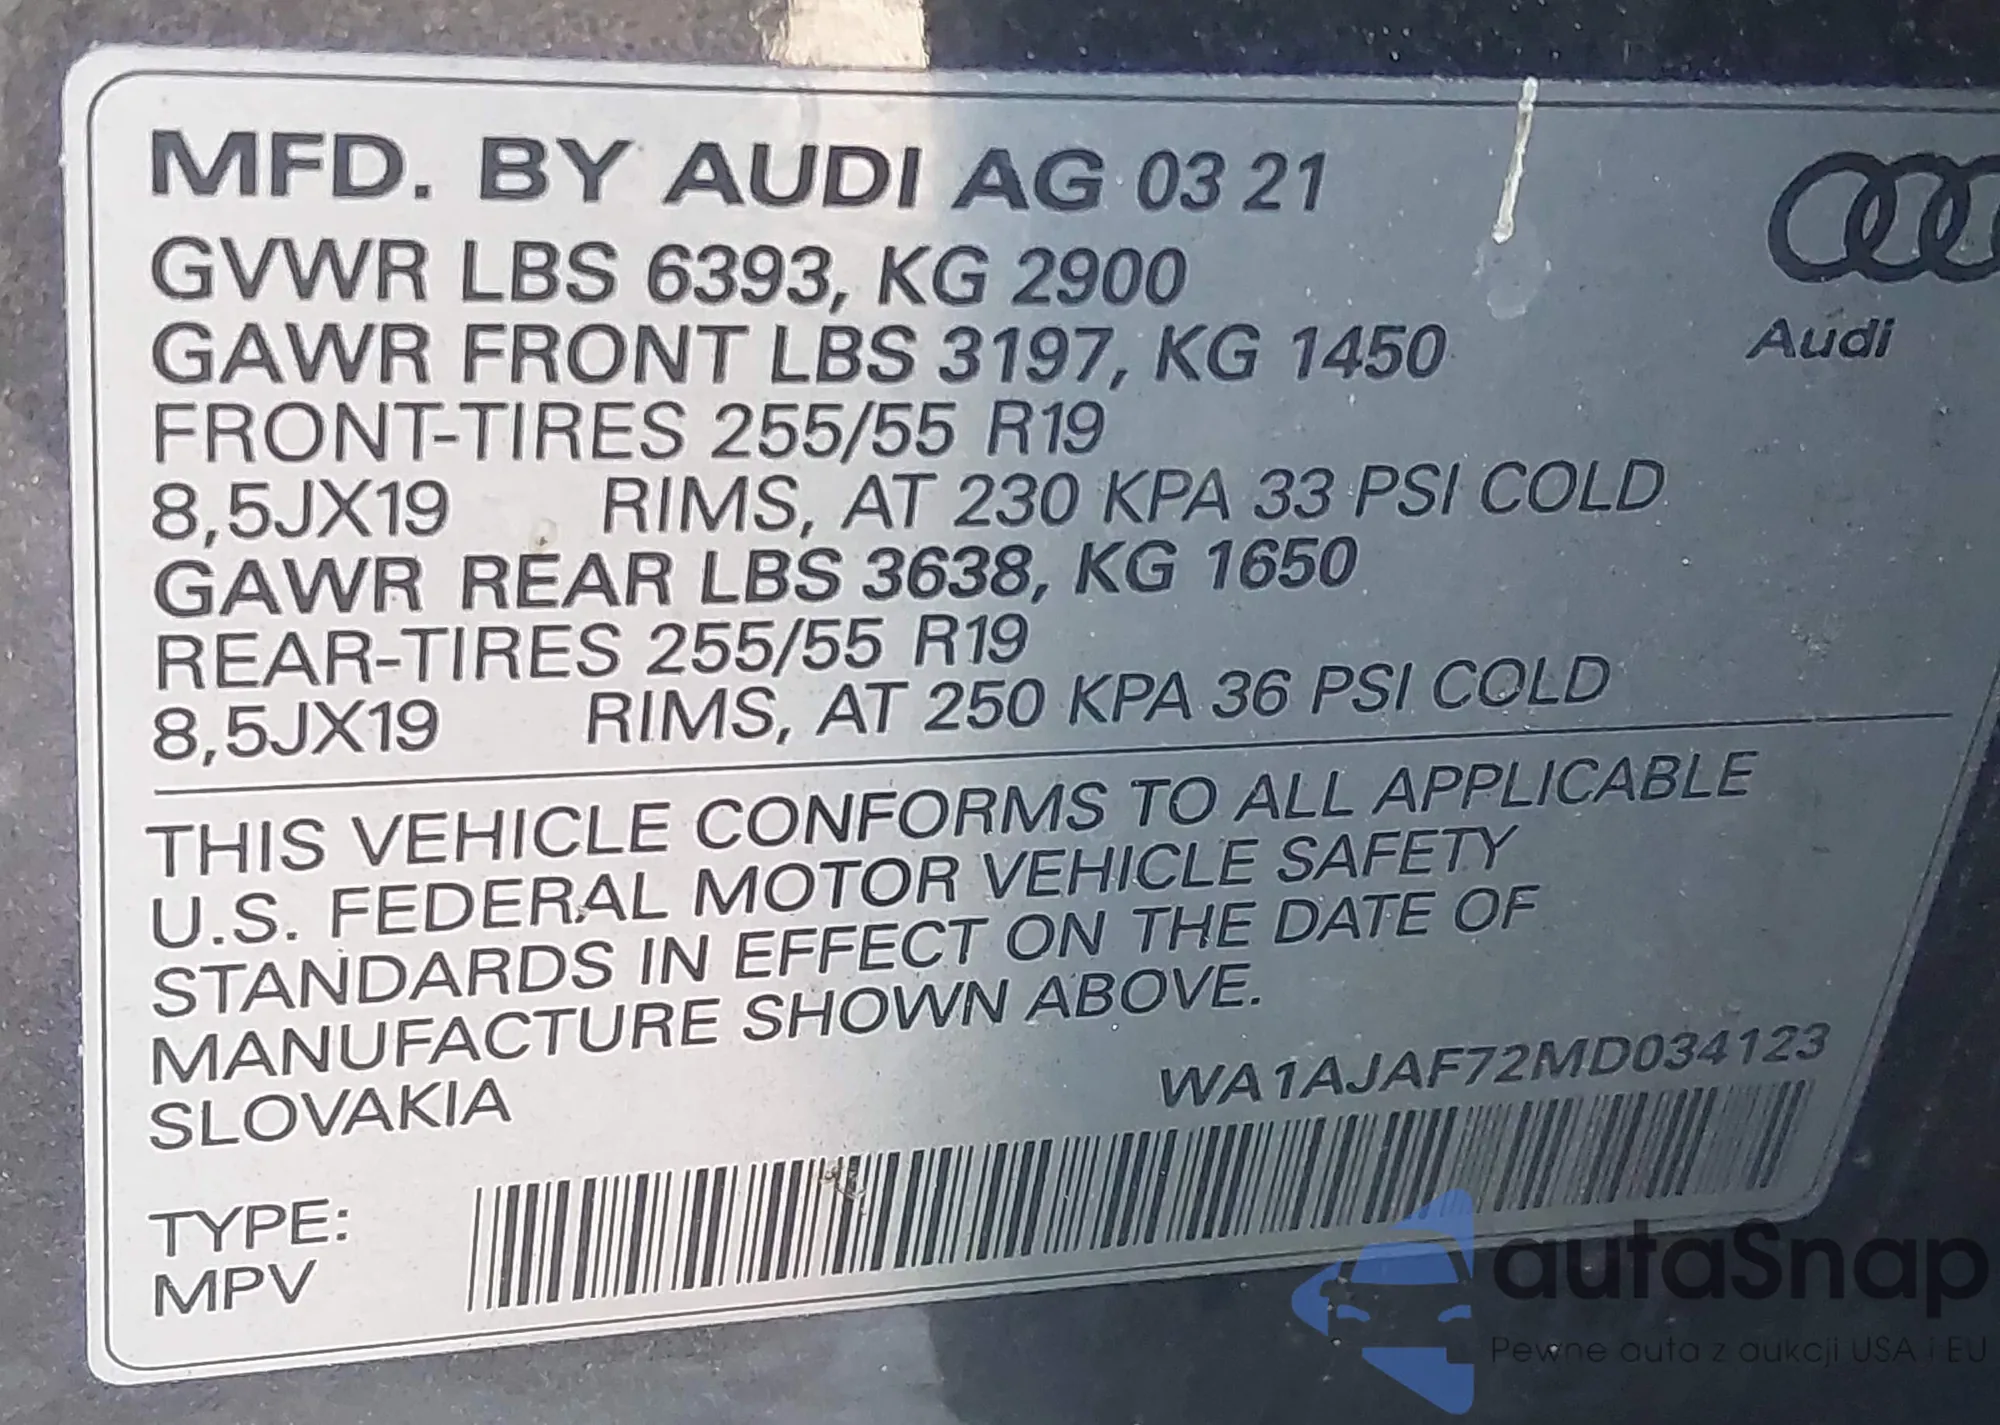 MFD. BY AUDI AG 03 21
GVWR LBS 6393, KG 2900
GAWR FRONT LBS 3197, KG 1450
Audi
FRONT-TIRES 255/55 R19
8,5JX19 RIMS, AT 230 KPA 33 PSI COLD
GAWR REAR LBS 3638, KG 1650
REAR-TIRES 255/55 R19
8,5JX19 RIMS, AT 250 KPA 36 PSI COLD
THIS VEHICLE CONFORMS TO ALL APPLICABLE
U.S. FEDERAL MOTOR VEHICLE SAFETY
STANDARDS IN EFFECT ON THE DATE OF
MANUFACTURE SHOWN ABOVE.
SLOVAKIA
WA1AJAF72MD034123
TYPE:
MPV
autaSnap
Pewne auta z aukcji USA i EU